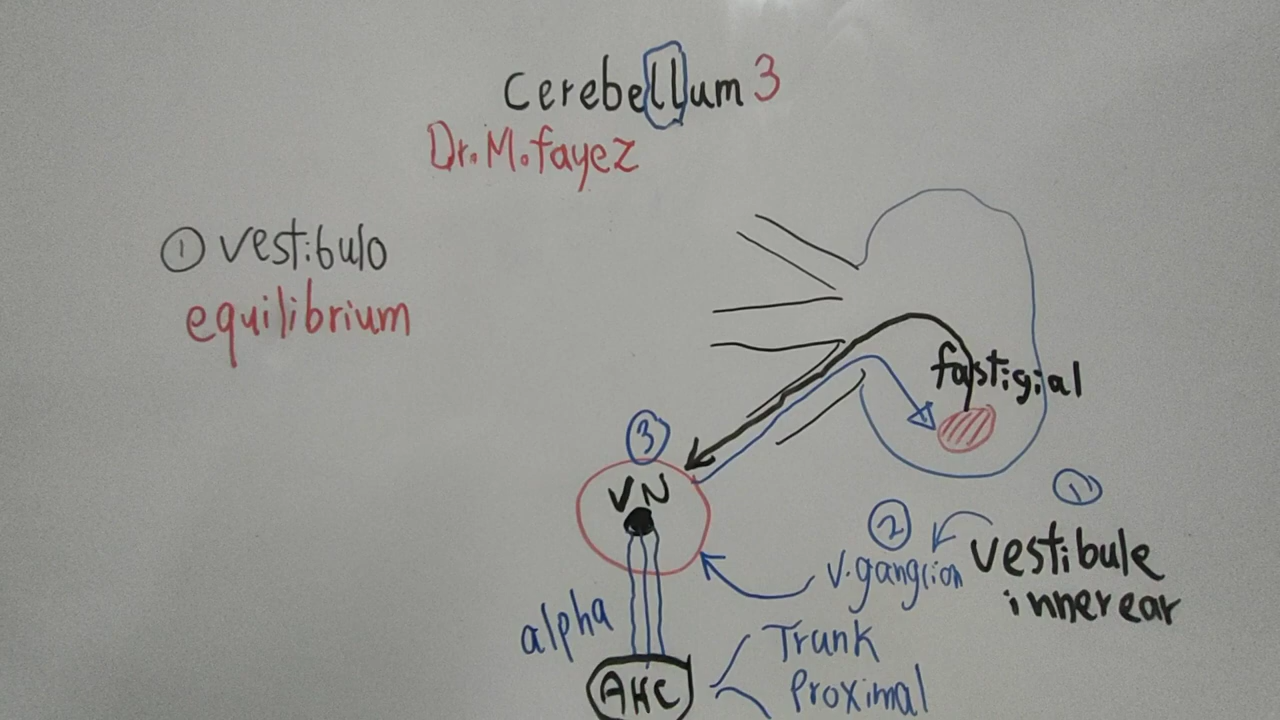 Cerebellum 3
Dr.M.fayez
① vestibulo
equilibrium
fastigial
③
VN
①
②
vestibule
v.ganglion
inner ear
alpha
Trunk
AHC
Proximal